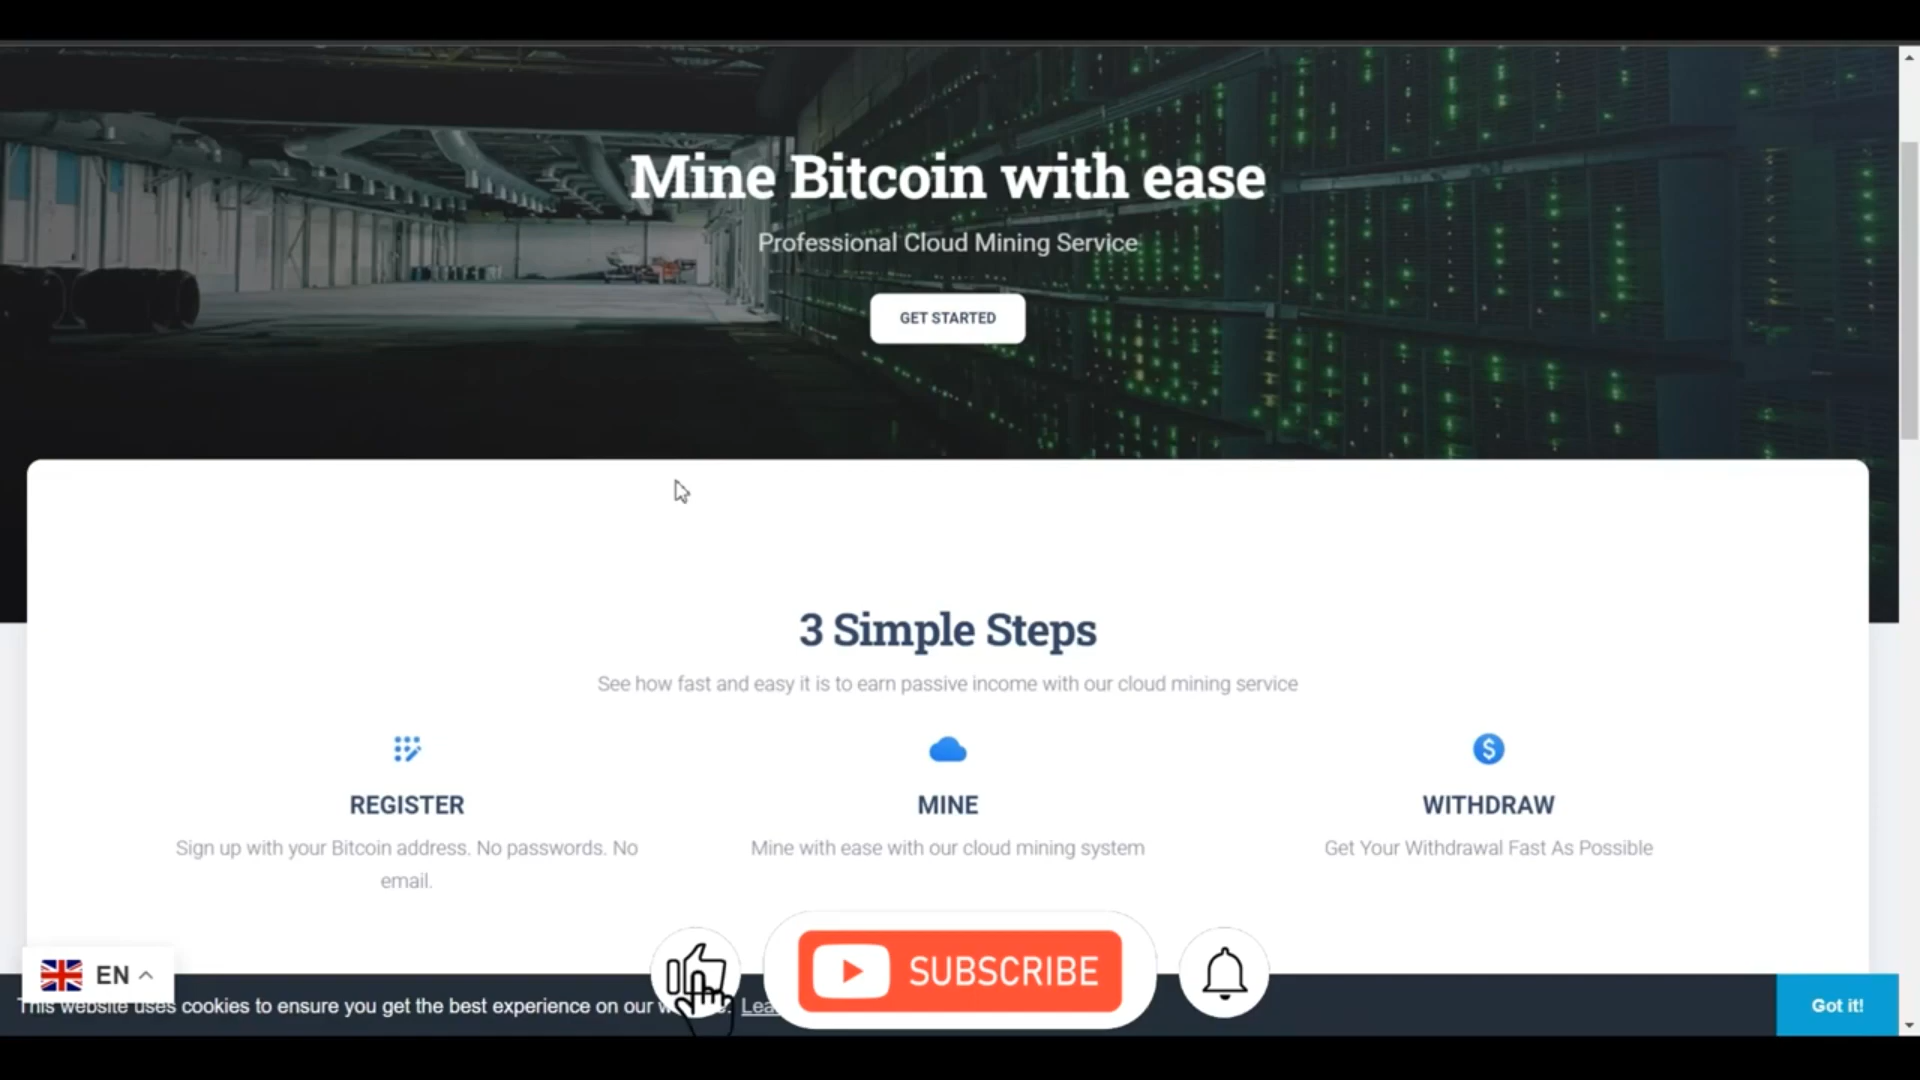 Mine Bitcoin with ease
Professional Cloud Mining Service
GET STARTED
3 Simple Steps
See how fast and easy it is to earn passive income with our cloud mining service
REGISTER
Sign up with your Bitcoin address. No passwords. No
email.
MINE
Mine with ease with our cloud mining system
WITHDRAW
Get Your Withdrawal Fast As Possible
EN
SUBSCRIBE
This website uses cookies to ensure you get the best experience on our
Got it!